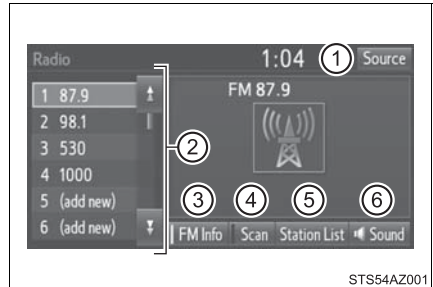 Radio 1:04 1 Source
1 87.9
2 98.1
3 530
4 1000
5 (add new)
6 (add new)
FM 87.9
2
3 4 5 6
FM Info Scan Station List Sound
STS54AZ001